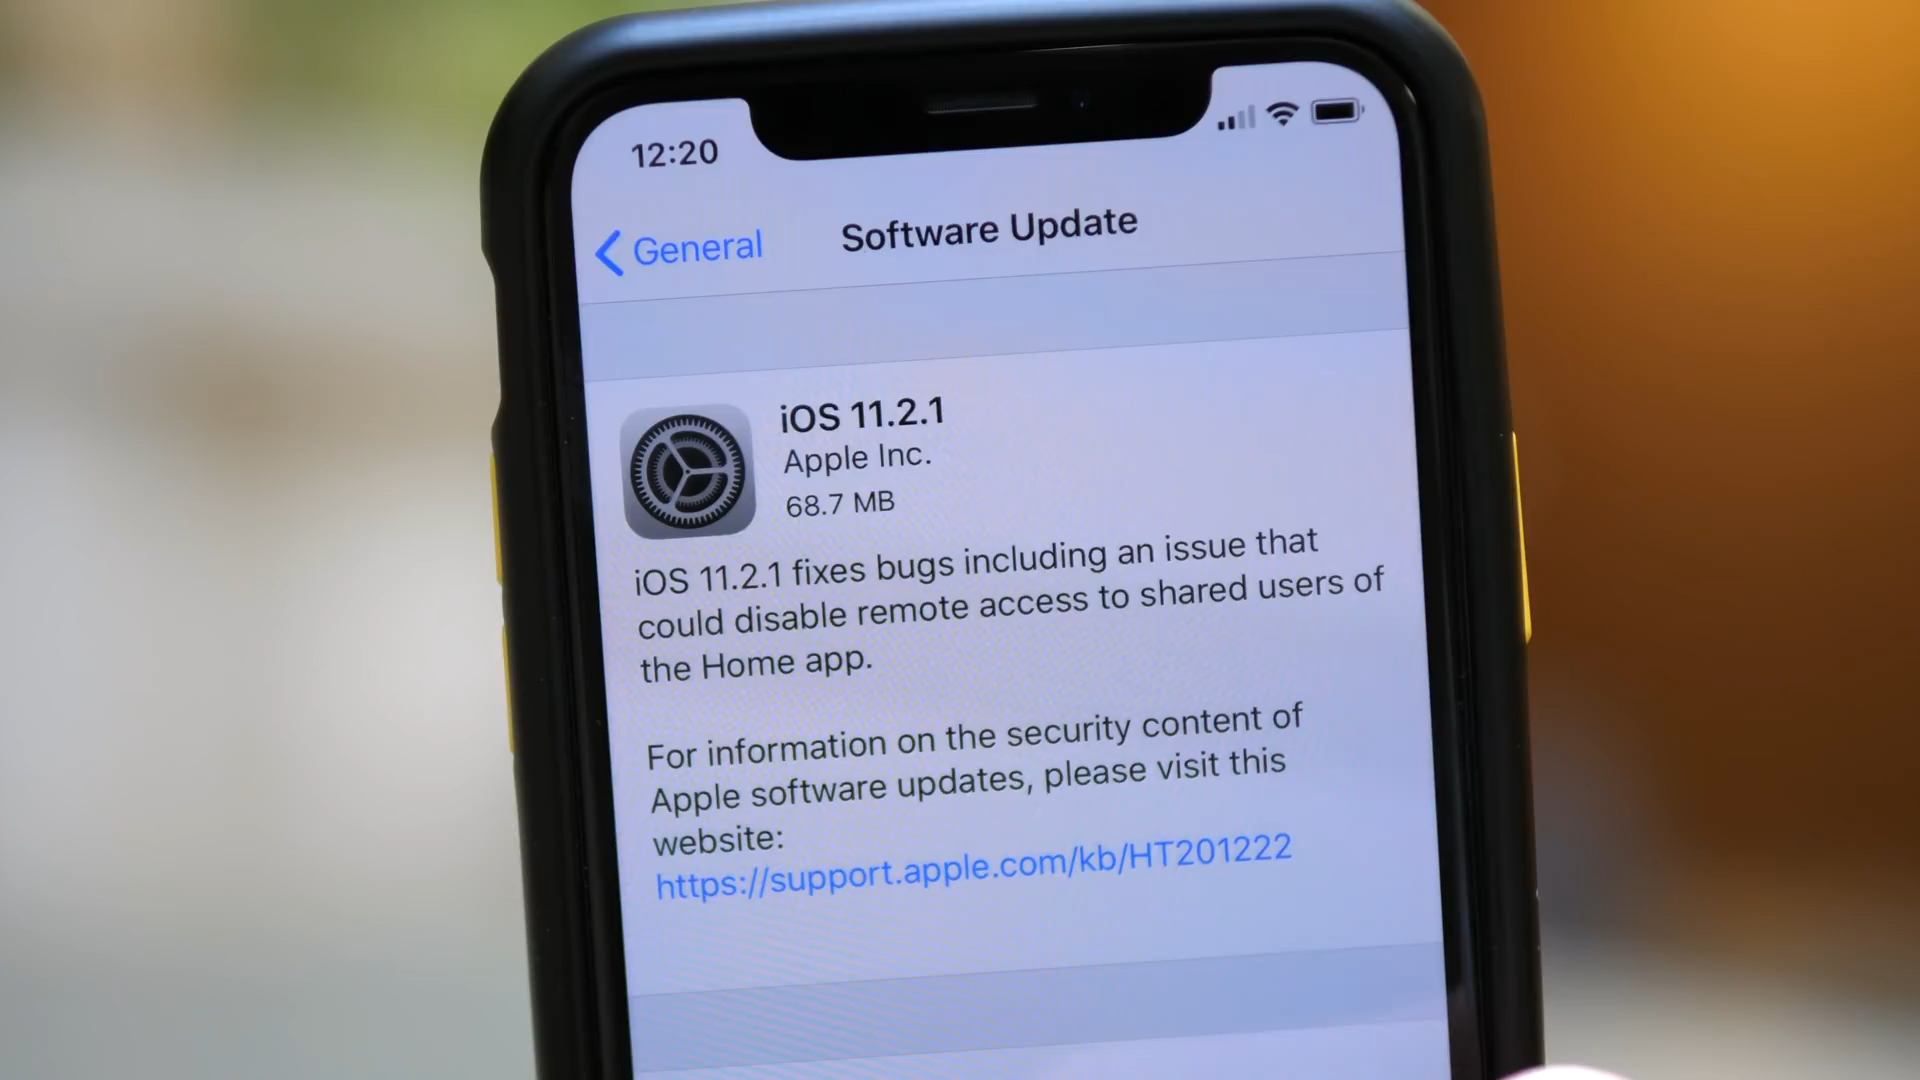 12:20
General
Software Update
iOS 11.2.1
Apple Inc.
68.7 MB
iOS 11.2.1 fixes bugs including an issue that
could disable remote access to shared users of
the Home app.
For information on the security content of
Apple software updates, please visit this
website:
https://support.apple.com/kb/HT201222